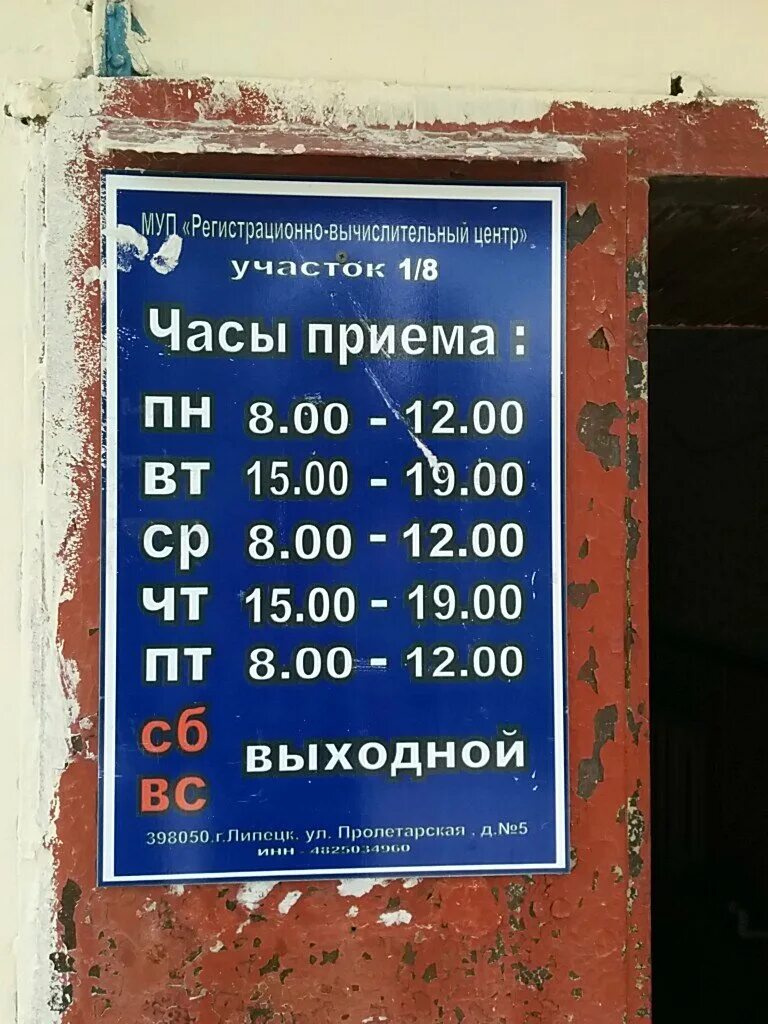 МУП «Регистрационно-вычислительный центр»
участок 1/8
Часы приема :
пн 8.00 - 12.00
вт 15.00 - 19.00
ср 8.00 - 12.00
чт 15.00 - 19.00
пт 8.00 - 12.00
сб
выходной
вс
398050.г.Липецк. ул. Пролетарская . д.№5
ИНН - 4825034960